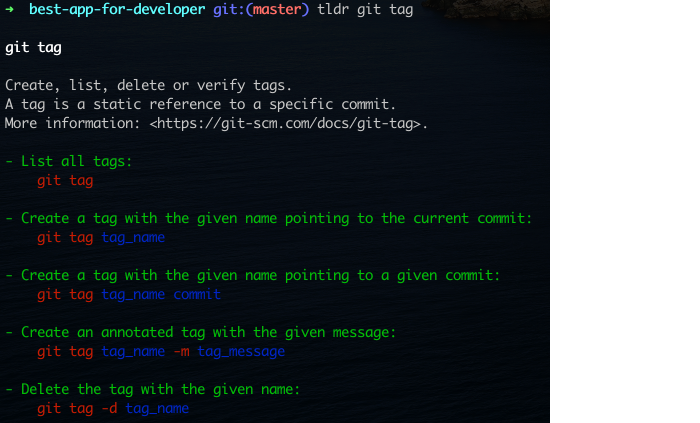 ➜ best-app-for-developer git:(master) tldr git tag
git tag
Create, list, delete or verify tags.
A tag is a static reference to a specific commit.
More information: <https://git-scm.com/docs/git-tag>.
- List all tags:
git tag
- Create a tag with the given name pointing to the current commit:
git tag tag_name
- Create a tag with the given name pointing to a given commit:
git tag tag_name commit
- Create an annotated tag with the given message:
git tag tag_name -m tag_message
- Delete the tag with the given name:
git tag -d tag_name